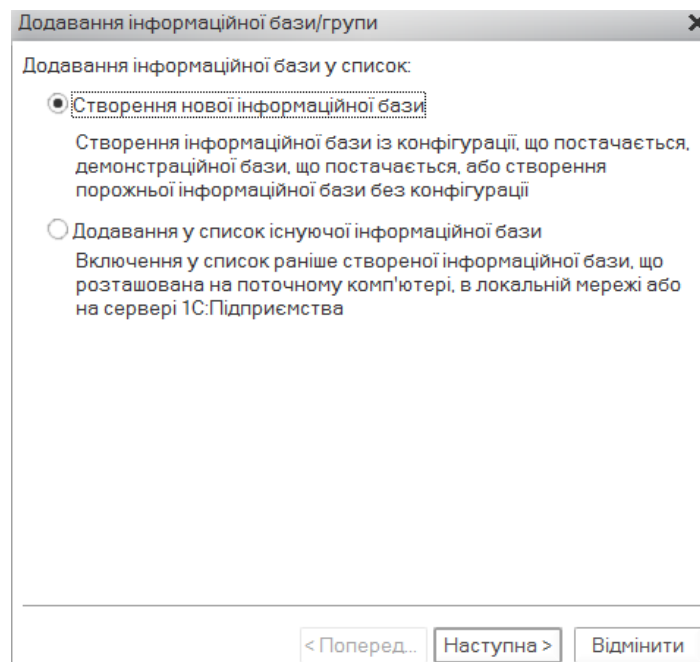 Додавання інформаційної бази/групи
Додавання інформаційної бази у список:
Створення нової інформаційної бази
Створення інформаційної бази із конфігурації, що постачається,
демонстраційної бази, що постачається, або створення
порожньої інформаційної бази без конфігурації
Додавання у список існуючої інформаційної бази
Включення у список раніше створеної інформаційної бази, що
розташована на поточному комп'ютері, в локальній мережі або
на сервері 1С:Підприємства
< Поперед... Наступна > Відмінити